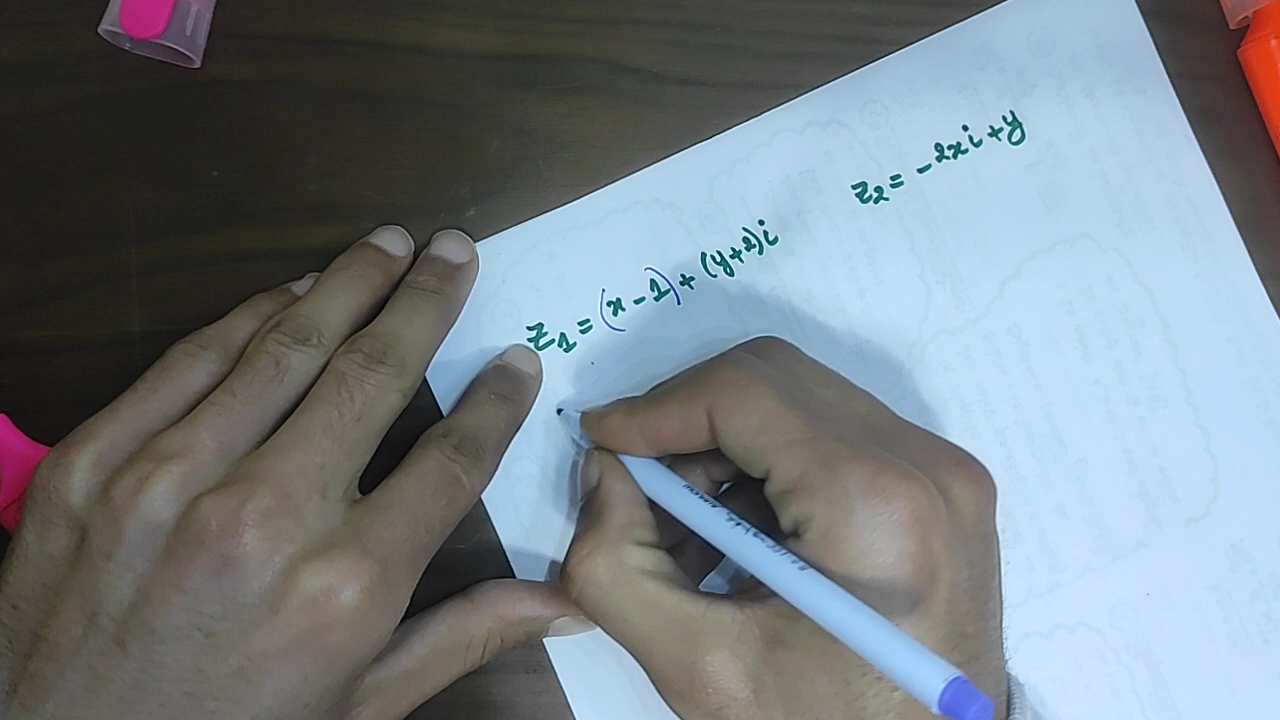 z₁ = (x - 1) + (y+2)i
z₂ = -2xi + y